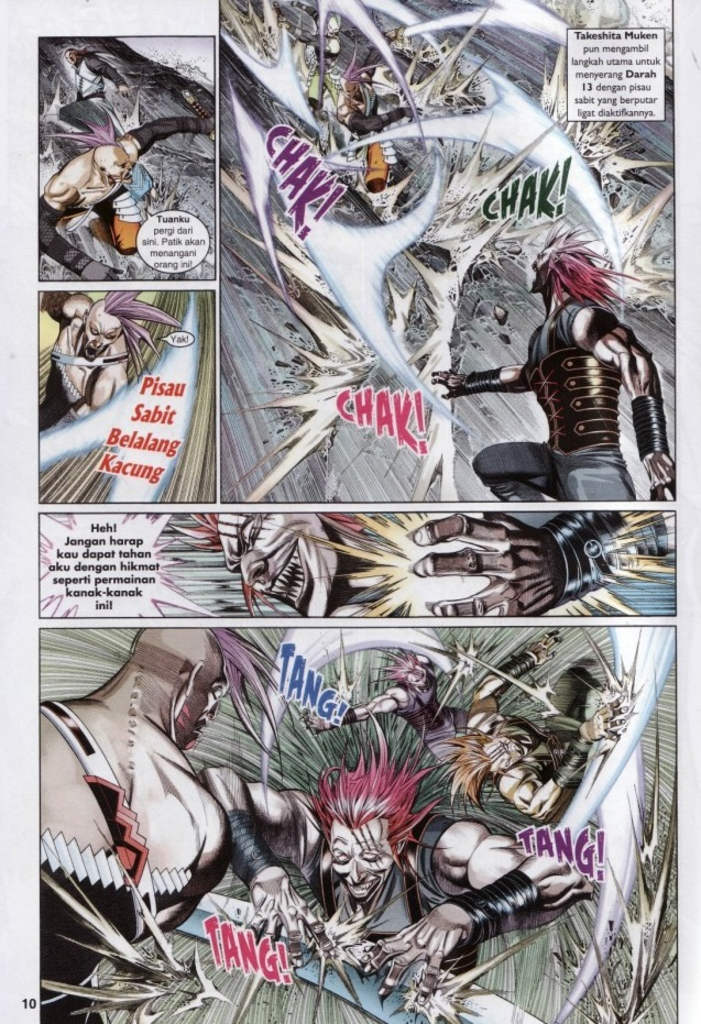 Tuanku
pergi dari
sini. Patik akan
menangani
orang ini!
CHAK!
CHAK!
CHAK!
Takeshita Muken
pun mengambil
langkah utama untuk
menyerang Darah
13 dengan pisau
sabit yang berputar
ligat diaktifkannya.
Yak!
Pisau
Sabit
Belalang
Kacung
Heh!
Jangan harap
kau dapat tahan
aku dengan hikmat
seperti permainan
kanak-kanak
ini!
TANG!
TANG!
TANG!
10